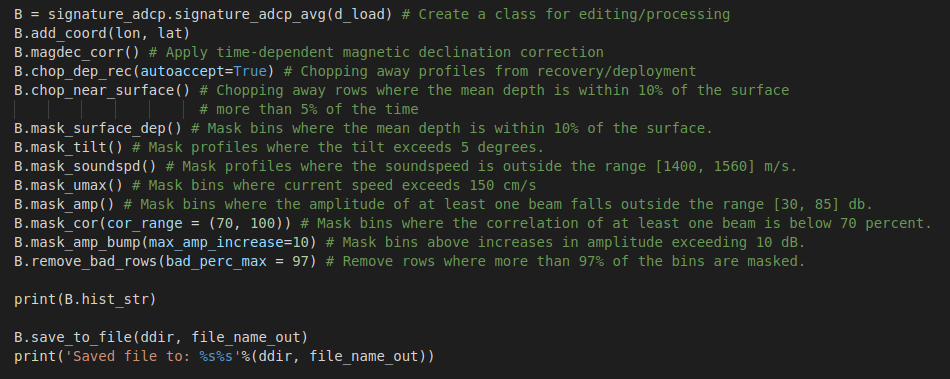 B = signature_adcp.signature_adcp_avg(d_load) # Create a class for editing/processing
B.add_coord(lon, lat)
B.magdec_corr() # Apply time-dependent magnetic declination correction
B.chop_dep_rec(autoaccept=True) # Chopping away profiles from recovery/deployment
B.chop_near_surface() # Chopping away rows where the mean depth is within 10% of the surface
# more than 5% of the time
B.mask_surface_dep() # Mask bins where the mean depth is within 10% of the surface.
B.mask_tilt() # Mask profiles where the tilt exceeds 5 degrees.
B.mask_soundspd() # Mask profiles where the soundspeed is outside the range [1400, 1560] m/s.
B.mask_umax() # Mask bins where current speed exceeds 150 cm/s
B.mask_amp() # Mask bins where the amplitude of at least one beam falls outside the range [30, 85] db.
B.mask_cor(cor_range = (70, 100)) # Mask bins where the correlation of at least one beam is below 70 percent.
B.mask_amp_bump(max_amp_increase=10) # Mask bins above increases in amplitude exceeding 10 dB.
B.remove_bad_rows(bad_perc_max = 97) # Remove rows where more than 97% of the bins are masked.
print(B.hist_str)
B.save_to_file(ddir, file_name_out)
print('Saved file to: %s%s'%(ddir, file_name_out))